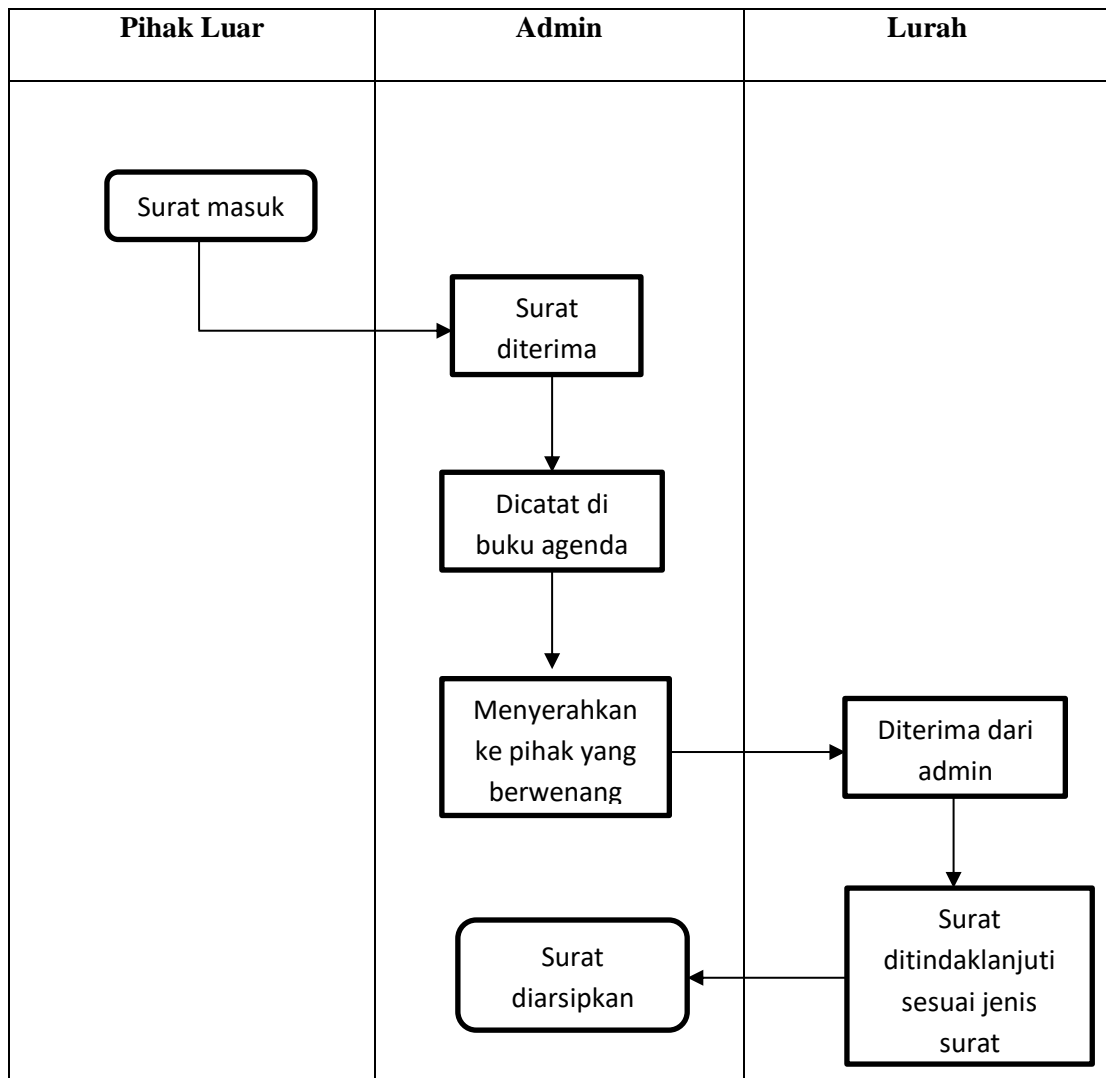 Pihak Luar
Admin
Lurah
Surat masuk
Surat
diterima
Dicatat di
buku agenda
Menyerahkan
ke pihak yang
berwenang
Diterima dari
admin
Surat
ditindaklanjuti
sesuai jenis
surat
Surat
diarsipkan